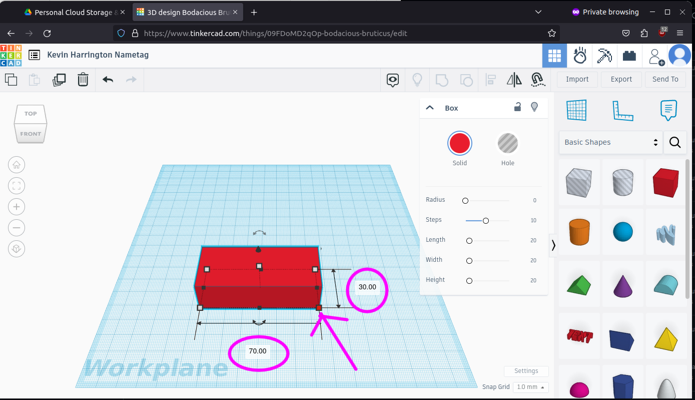 Personal Cloud Storage &
3D design Bodacious Bru
Private browsing
https://www.tinkercad.com/things/09FDoMD2qOp-bodacious-bruticus/edit
TIN
KER
CAD
Kevin Harrington Nametag
Import
Export
Send To
TOP
FRONT
Box
Solid
Hole
Radius
0
Steps
10
Length
20
Width
20
Height
20
Basic Shapes
30.00
70.00
Workplane
Settings
Snap Grid
1.0 mm